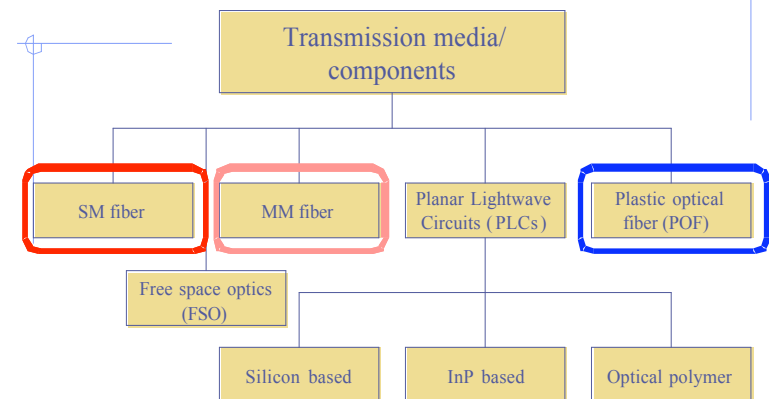 Transmission media/
components
SM fiber
MM fiber
Planar Lightwave
Circuits (PLCs)
Plastic optical
fiber (POF)
Free space optics
(FSO)
Silicon based
InP based
Optical polymer